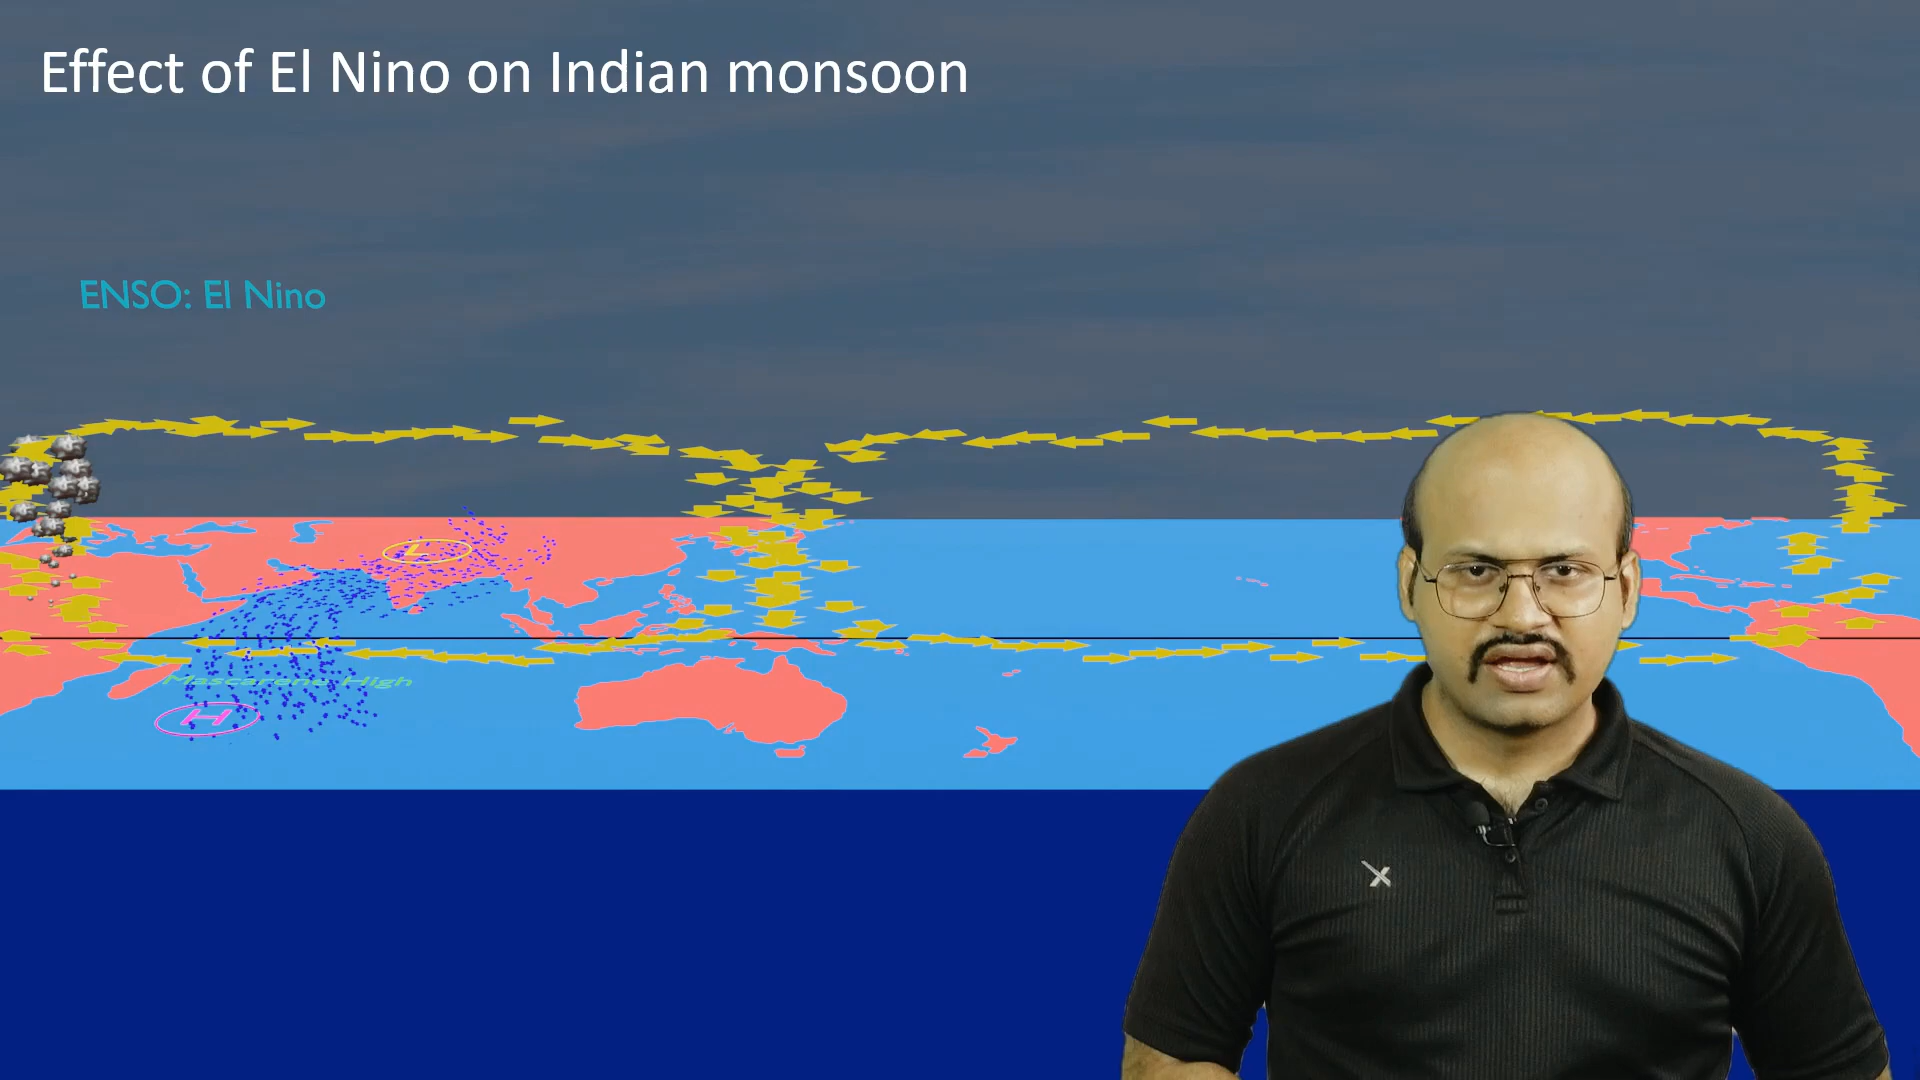 Effect of El Nino on Indian monsoon
ENSO: El Nino
L
Mascarene High
H